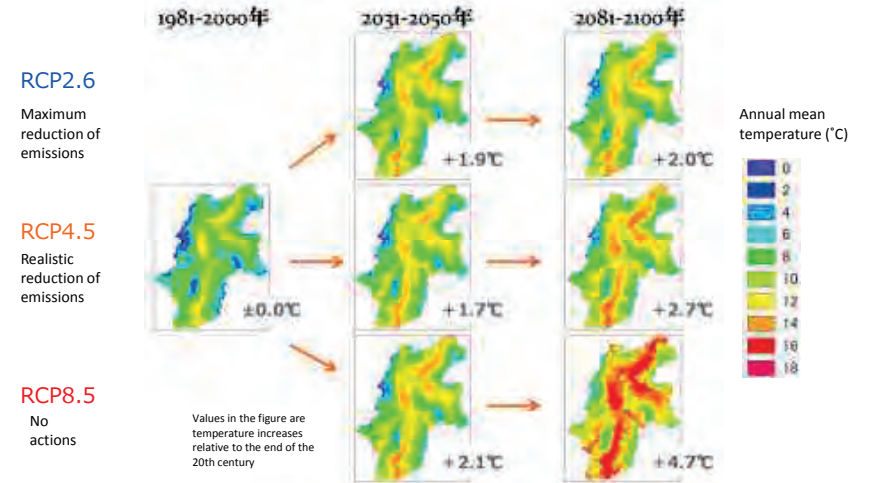 1981-2000年
2031-2050年
2081-2100年
RCP2.6
Maximum
reduction of
emissions
+1.9℃
+2.0℃
RCP4.5
Realistic
reduction of
emissions
±0.0℃
+1.7℃
+2.7℃
RCP8.5
No
actions
Values in the figure are
temperature increases
relative to the end of the
20th century
+2.1℃
+4.7℃
Annual mean
temperature (˚C)
0
2
4
6
8
10
12
14
16
18